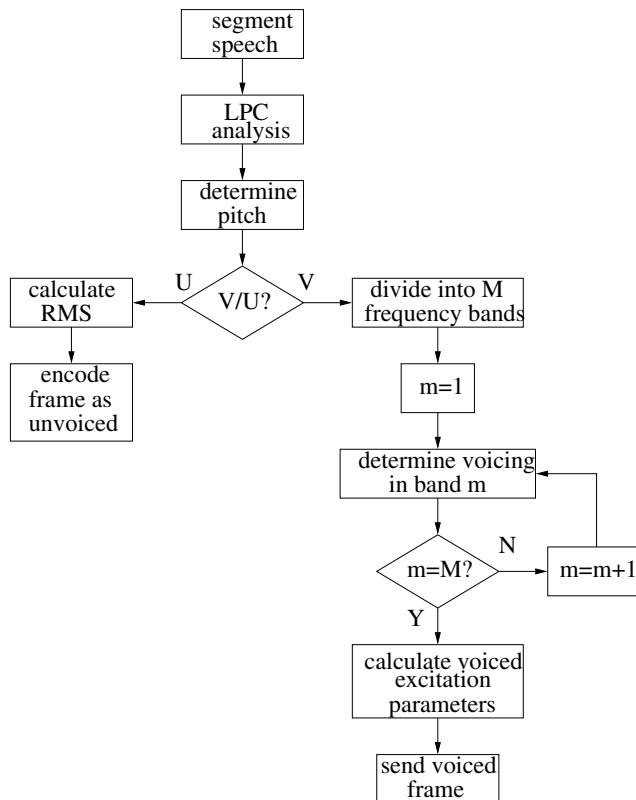 segment
speech
LPC
analysis
determine
pitch
U
V
V/U?
calculate
RMS
divide into M
frequency bands
encode
frame as
unvoiced
m=1
determine voicing
in band m
N
m=M?
m=m+1
Y
calculate voiced
excitation
parameters
send voiced
frame